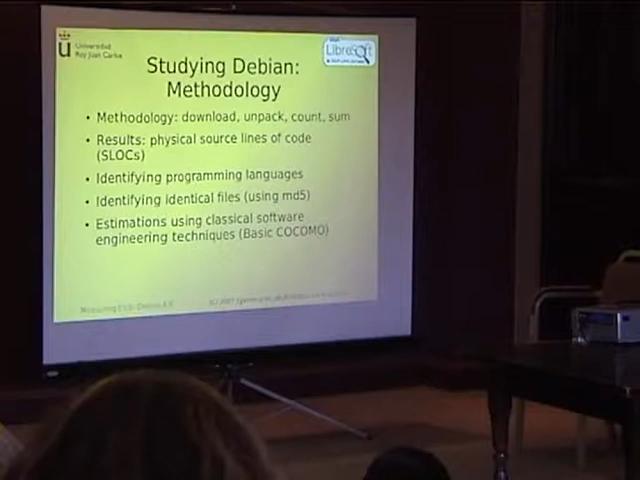 Universidad
Rey Juan Carlos
LibreSoft
Studying Debian:
Methodology
• Methodology: download, unpack, count, sum
• Results: physical source lines of code
(SLOCs)
• Identifying programming languages
• Identifying identical files (using md5)
• Estimations using classical software
engineering techniques (Basic COCOMO)